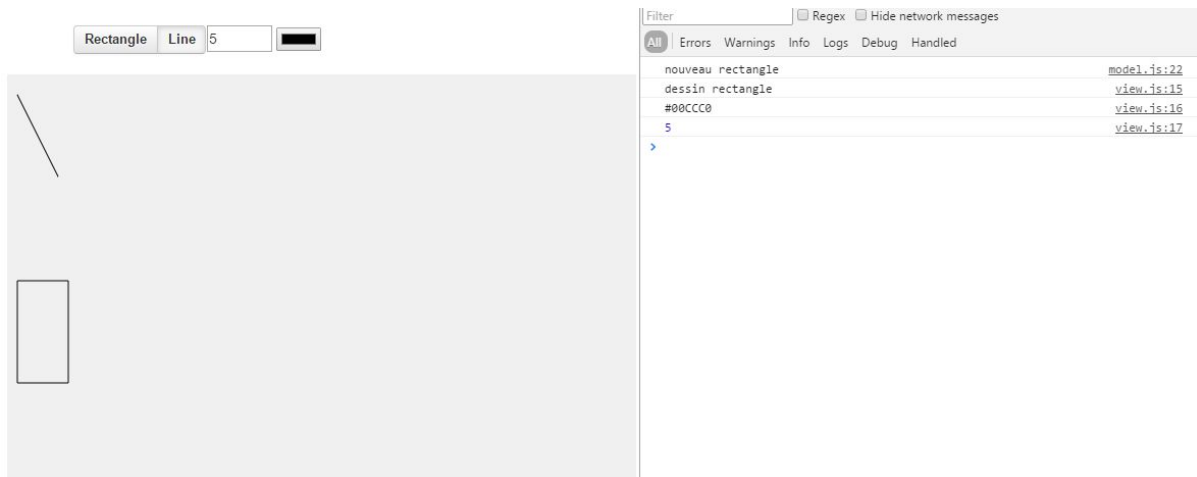 Rectangle Line 5
Filter Regex Hide network messages
All Errors Warnings Info Logs Debug Handled
nouveau rectangle model.js:22
dessin rectangle view.js:15
#00CCC0 view.js:16
5 view.js:17
>